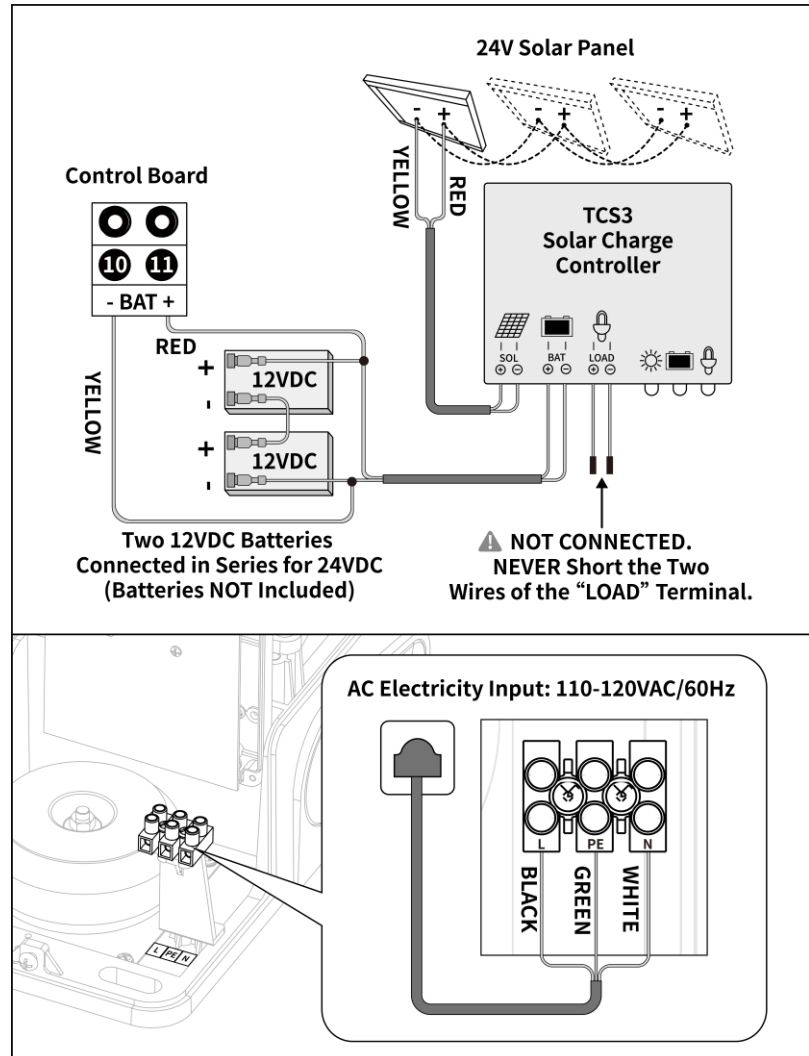 24V Solar Panel
- + - + - +
YELLOW
RED
Control Board
10 11
- BAT +
RED
YELLOW
+
-
12VDC
+
-
12VDC
TCS3
Solar Charge
Controller
SOL BAT LOAD
+ - + - + -
Two 12VDC Batteries
Connected in Series for 24VDC
(Batteries NOT Included)
NOT CONNECTED.
NEVER Short the Two
Wires of the “LOAD” Terminal.
AC Electricity Input: 110-120VAC/60Hz
L PE N
BLACK
GREEN
WHITE
L PE N